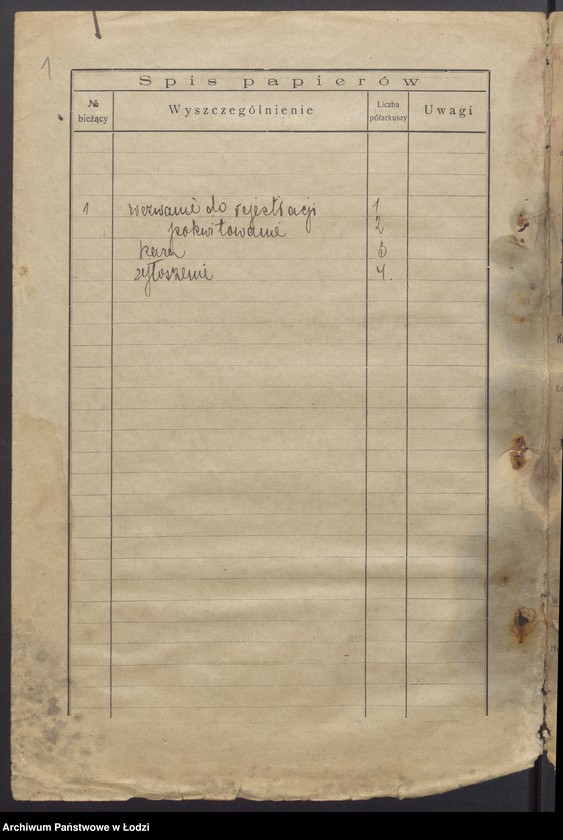 1
Spis papierów
№ bieżący Wyszczególnienie Liczba półarkuszy Uwagi
1 wezwanie do rejestracji 1
pokwitowanie 2
kara 3
zgłoszenie 4.
Archiwum Państwowe w Łodzi